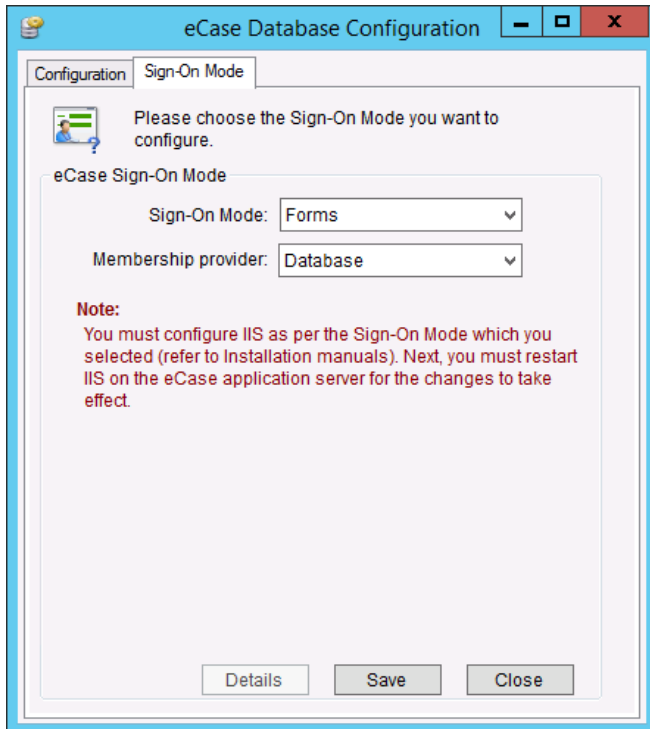 eCase Database Configuration
Configuration
Sign-On Mode
Please choose the Sign-On Mode you want to
configure.
eCase Sign-On Mode
Sign-On Mode: Forms
Membership provider: Database
Note:
You must configure IIS as per the Sign-On Mode which you
selected (refer to Installation manuals). Next, you must restart
IIS on the eCase application server for the changes to take
effect.
Details Save Close